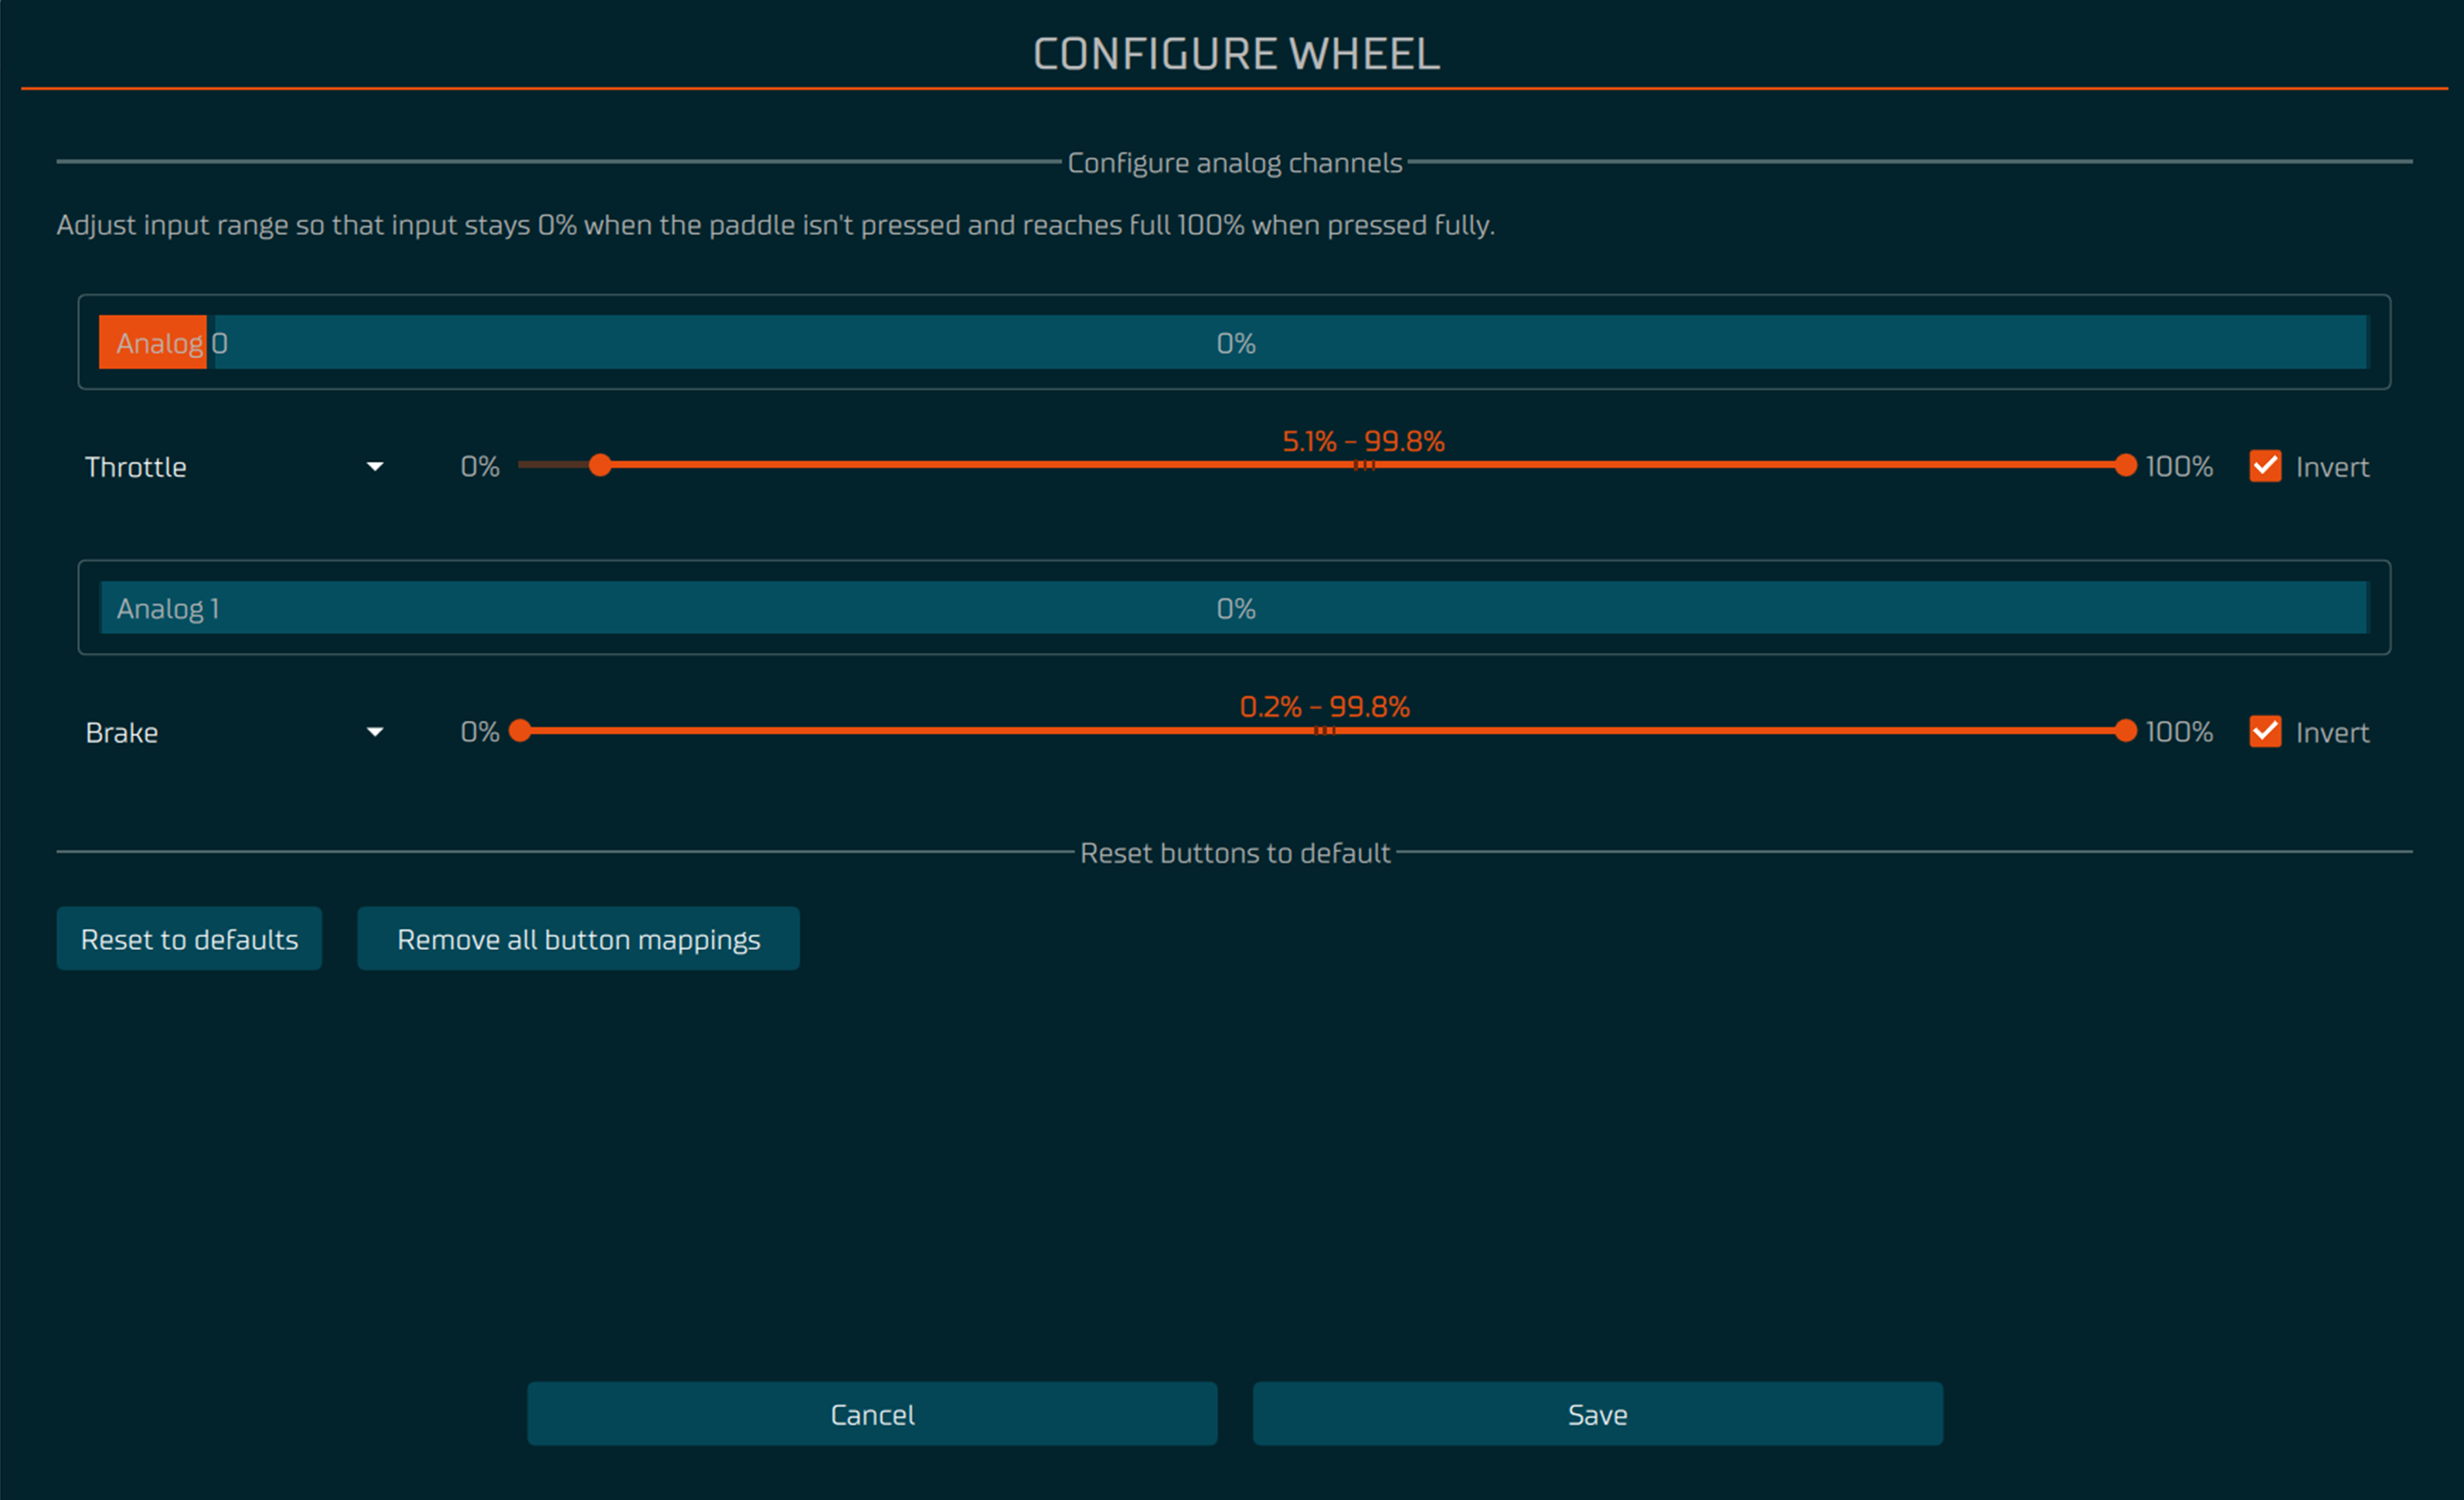 CONFIGURE WHEEL
Configure analog channels
Adjust input range so that input stays 0% when the paddle isn't pressed and reaches full 100% when pressed fully.
Analog 0 0%
5.1% - 99.8%
Throttle 0% 100% Invert
Analog 1 0%
0.2% - 99.8%
Brake 0% 100% Invert
Reset buttons to default
Reset to defaults Remove all button mappings
Cancel Save